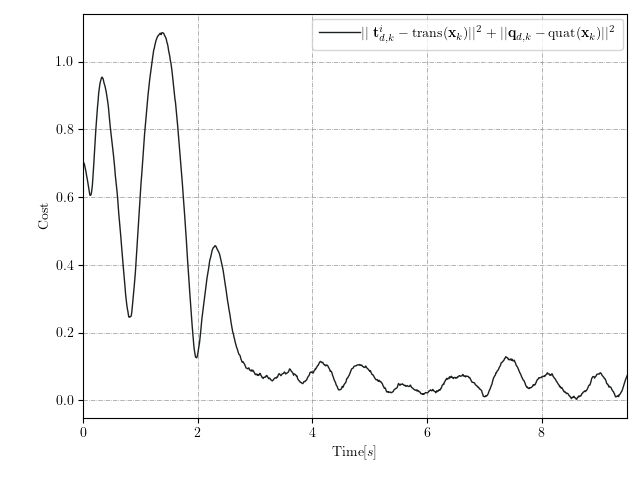 || t^i_{d,k} − trans(x_k)||² + ||q_{d,k} − quat(x_k)||²
1.0
0.8
0.6
0.4
0.2
0.0
Cost
0 2 4 6 8
Time[s]